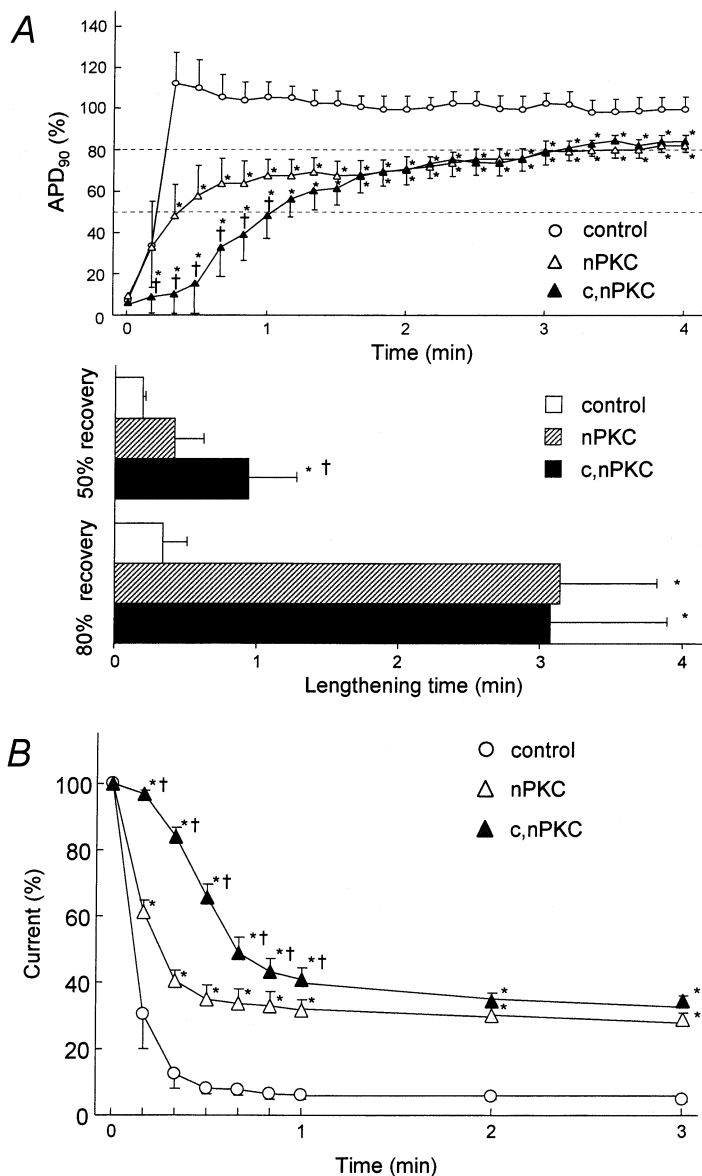 A
140
120
100
80
60
40
20
0
APD90 (%)
control
nPKC
c,nPKC
0 1 2 3 4
Time (min)
50% recovery
80% recovery
control
nPKC
c,nPKC
* †
*
*
0 1 2 3 4
Lengthening time (min)
B
100
80
60
40
20
0
Current (%)
control
nPKC
c,nPKC
0 1 2 3
Time (min)